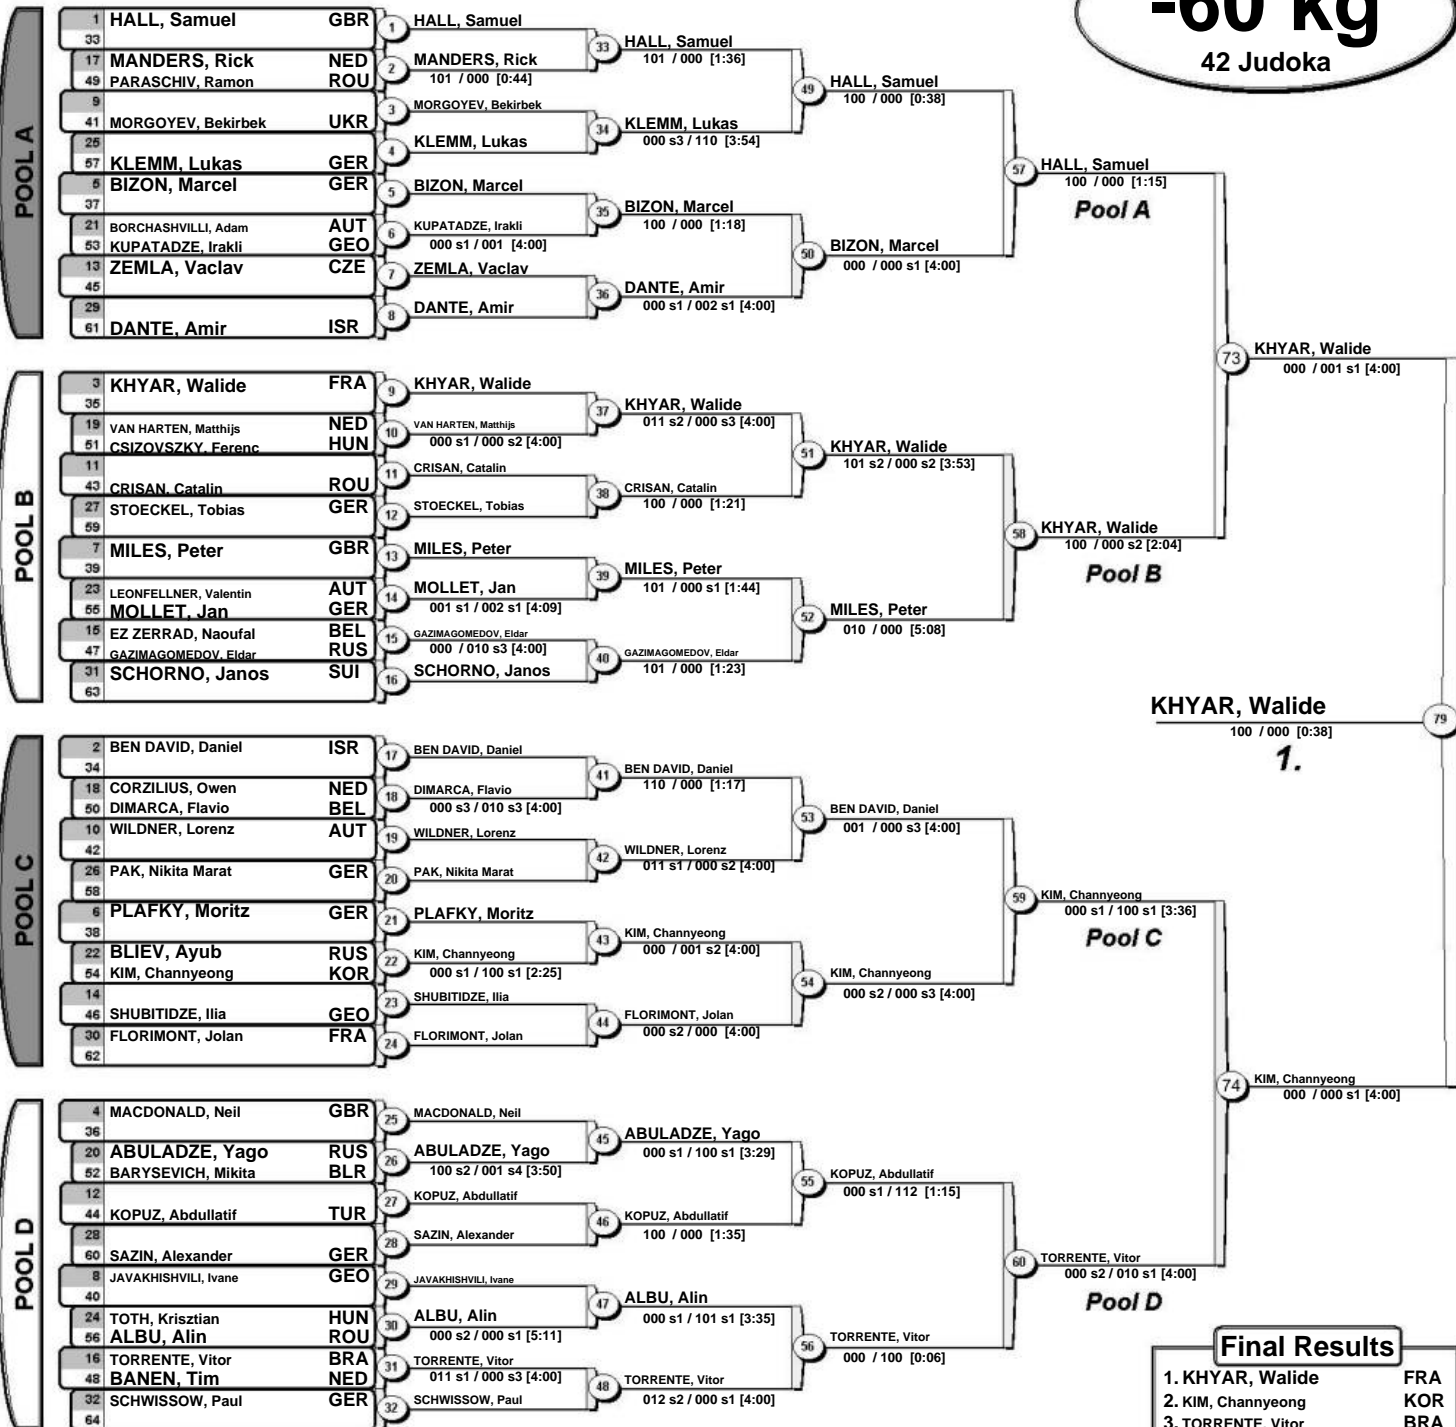 -60 kg
42 Judoka
POOL A
1 HALL, Samuel GBR
33
17 MANDERS, Rick NED
49 PARASCHIV, Ramon ROU
9
41 MORGOYEV, Bekirbek UKR
25
57 KLEMM, Lukas GER
5 BIZON, Marcel GER
37
21 BORCHASHVILLI, Adam AUT
53 KUPATADZE, Irakli GEO
13 ZEMLA, Vaclav CZE
45
29
61 DANTE, Amir ISR
1 HALL, Samuel
2 MANDERS, Rick
101 / 000 [0:44]
3 MORGOYEV, Bekirbek
4 KLEMM, Lukas
5 BIZON, Marcel
6 KUPATADZE, Irakli
000 s1 / 001 [4:00]
7 ZEMLA, Vaclav
8 DANTE, Amir
33 HALL, Samuel
101 / 000 [1:36]
34 KLEMM, Lukas
000 s3 / 110 [3:54]
35 BIZON, Marcel
100 / 000 [1:18]
36 DANTE, Amir
000 s1 / 002 s1 [4:00]
49 HALL, Samuel
100 / 000 [0:38]
50 BIZON, Marcel
000 / 000 s1 [4:00]
57 HALL, Samuel
100 / 000 [1:15]
Pool A
POOL B
3 KHYAR, Walide FRA
35
19 VAN HARTEN, Matthijs NED
51 CSIZOVSZKY, Ferenc HUN
11
43 CRISAN, Catalin ROU
27 STOECKEL, Tobias GER
59
7 MILES, Peter GBR
39
23 LEONFELLNER, Valentin AUT
55 MOLLET, Jan GER
15 EZ ZERRAD, Naoufal BEL
47 GAZIMAGOMEDOV, Eldar RUS
31 SCHORNO, Janos SUI
63
9 KHYAR, Walide
10 VAN HARTEN, Matthijs
000 s1 / 000 s2 [4:00]
11 CRISAN, Catalin
12 STOECKEL, Tobias
13 MILES, Peter
14 MOLLET, Jan
001 s1 / 002 s1 [4:09]
15 GAZIMAGOMEDOV, Eldar
000 / 010 s3 [4:00]
16 SCHORNO, Janos
37 KHYAR, Walide
011 s2 / 000 s3 [4:00]
38 CRISAN, Catalin
100 / 000 [1:21]
39 MILES, Peter
101 / 000 s1 [1:44]
40 GAZIMAGOMEDOV, Eldar
101 / 000 [1:23]
51 KHYAR, Walide
101 s2 / 000 s2 [3:53]
52 MILES, Peter
010 / 000 [5:08]
58 KHYAR, Walide
100 / 000 s2 [2:04]
Pool B
73 KHYAR, Walide
000 / 001 s1 [4:00]
KHYAR, Walide
79
100 / 000 [0:38]
1.
POOL C
2 BEN DAVID, Daniel ISR
34
18 CORZILIUS, Owen NED
50 DIMARCA, Flavio BEL
10 WILDNER, Lorenz AUT
42
26 PAK, Nikita Marat GER
58
6 PLAFKY, Moritz GER
38
22 BLIEV, Ayub RUS
54 KIM, Channyeong KOR
14
46 SHUBITIDZE, Ilia GEO
30 FLORIMONT, Jolan FRA
62
17 BEN DAVID, Daniel
18 DIMARCA, Flavio
000 s3 / 010 s3 [4:00]
19 WILDNER, Lorenz
20 PAK, Nikita Marat
21 PLAFKY, Moritz
22 KIM, Channyeong
000 s1 / 100 s1 [2:25]
23 SHUBITIDZE, Ilia
24 FLORIMONT, Jolan
41 BEN DAVID, Daniel
110 / 000 [1:17]
42 WILDNER, Lorenz
011 s1 / 000 s2 [4:00]
43 KIM, Channyeong
000 / 001 s2 [4:00]
44 FLORIMONT, Jolan
000 s2 / 000 [4:00]
53 BEN DAVID, Daniel
001 / 000 s3 [4:00]
54 KIM, Channyeong
000 s2 / 000 s3 [4:00]
59 KIM, Channyeong
000 s1 / 100 s1 [3:36]
Pool C
POOL D
4 MACDONALD, Neil GBR
36
20 ABULADZE, Yago RUS
52 BARYSEVICH, Mikita BLR
12
44 KOPUZ, Abdullatif TUR
28
60 SAZIN, Alexander GER
8 JAVAKHISHVILI, Ivane GEO
40
24 TOTH, Krisztian HUN
56 ALBU, Alin ROU
16 TORRENTE, Vitor BRA
48 BANEN, Tim NED
32 SCHWISSOW, Paul GER
64
25 MACDONALD, Neil
26 ABULADZE, Yago
100 s2 / 001 s4 [3:50]
27 KOPUZ, Abdullatif
28 SAZIN, Alexander
29 JAVAKHISHVILI, Ivane
30 ALBU, Alin
000 s2 / 000 s1 [5:11]
31 TORRENTE, Vitor
011 s1 / 000 s3 [4:00]
32 SCHWISSOW, Paul
45 ABULADZE, Yago
000 s1 / 100 s1 [3:29]
46 KOPUZ, Abdullatif
100 / 000 [1:35]
47 ALBU, Alin
000 s1 / 101 s1 [3:35]
48 TORRENTE, Vitor
012 s2 / 000 s1 [4:00]
55 KOPUZ, Abdullatif
000 s1 / 112 [1:15]
56 TORRENTE, Vitor
000 / 100 [0:06]
60 TORRENTE, Vitor
000 s2 / 010 s1 [4:00]
Pool D
74 KIM, Channyeong
000 / 000 s1 [4:00]
Final Results
1. KHYAR, Walide FRA
2. KIM, Channyeong KOR
3. TORRENTE, Vitor BRA